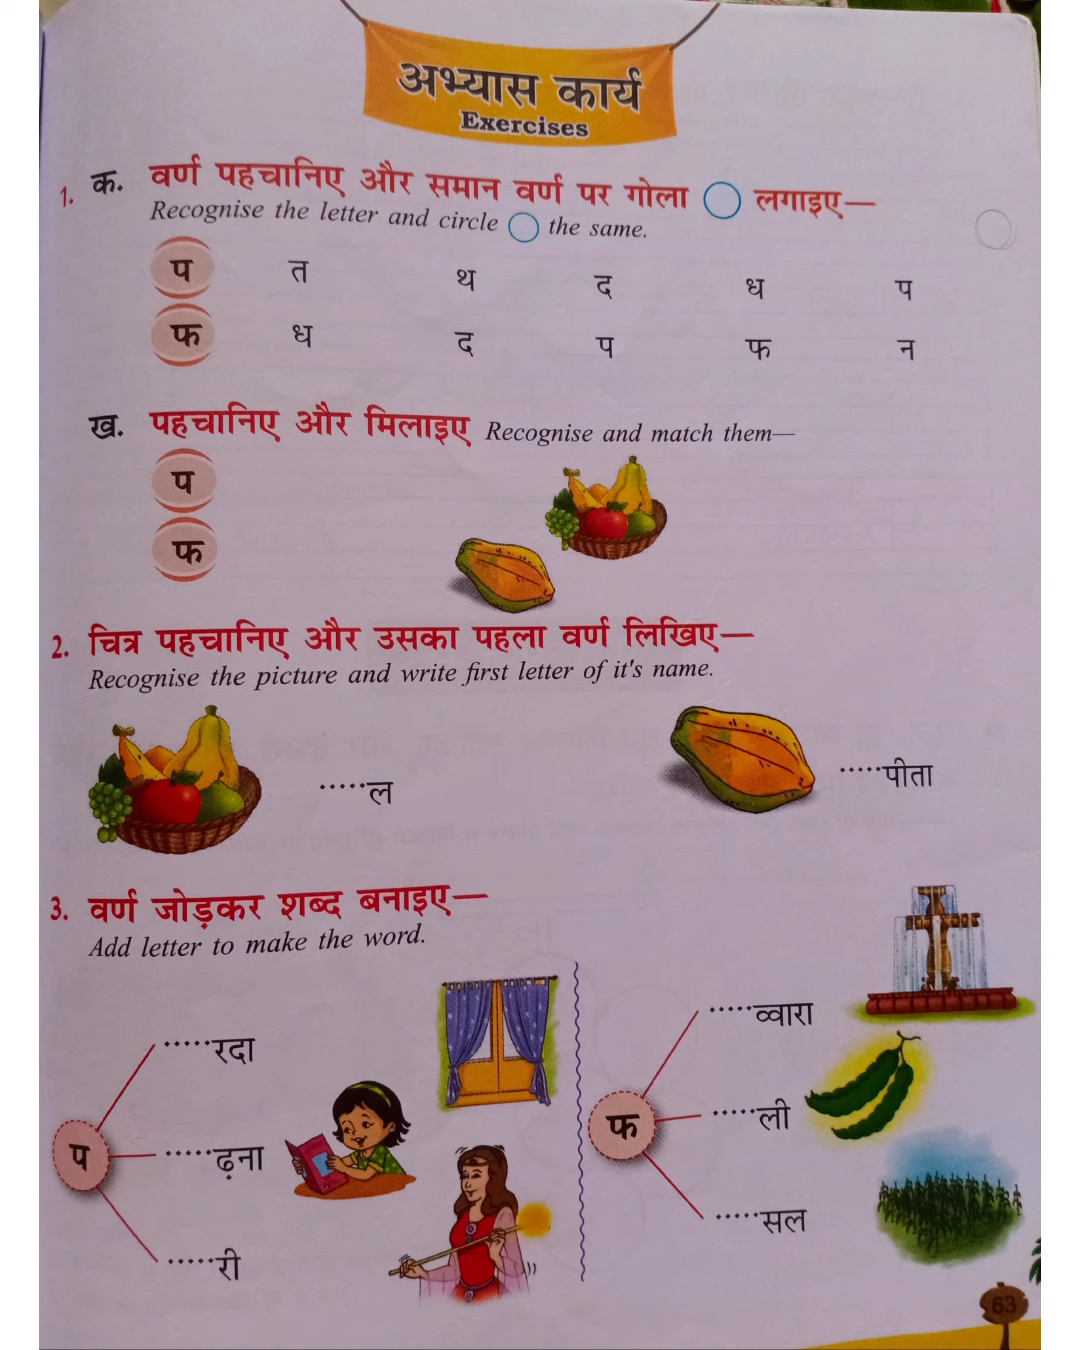 अभ्यास कार्य
Exercises
1. क. वर्ण पहचानिए और समान वर्ण पर गोला लगाइए—
Recognise the letter and circle the same.
प त थ द ध प
फ ध द प फ न
ख. पहचानिए और मिलाइए Recognise and match them—
प
फ
2. चित्र पहचानिए और उसका पहला वर्ण लिखिए—
Recognise the picture and write first letter of it's name.
.....ल .....पीता
3. वर्ण जोड़कर शब्द बनाइए—
Add letter to make the word.
.....रदा
प .....ढ़ना
.....री
.....व्वारा
फ .....ली
.....सल
63